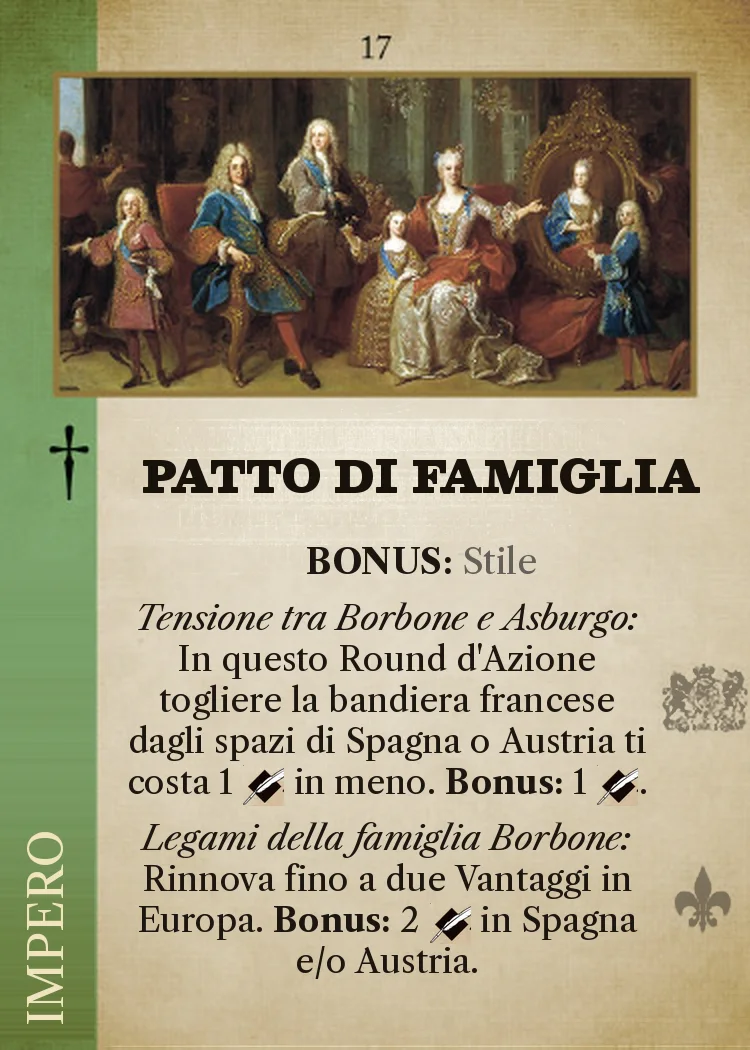 17
PATTO DI FAMIGLIA
BONUS: Stile
Tensione tra Borbone e Asburgo:
In questo Round d'Azione
togliere la bandiera francese
dagli spazi di Spagna o Austria ti
costa 1 in meno. Bonus: 1 .
Legami della famiglia Borbone:
Rinnova fino a due Vantaggi in
Europa. Bonus: 2 in Spagna
e/o Austria.
IMPERO